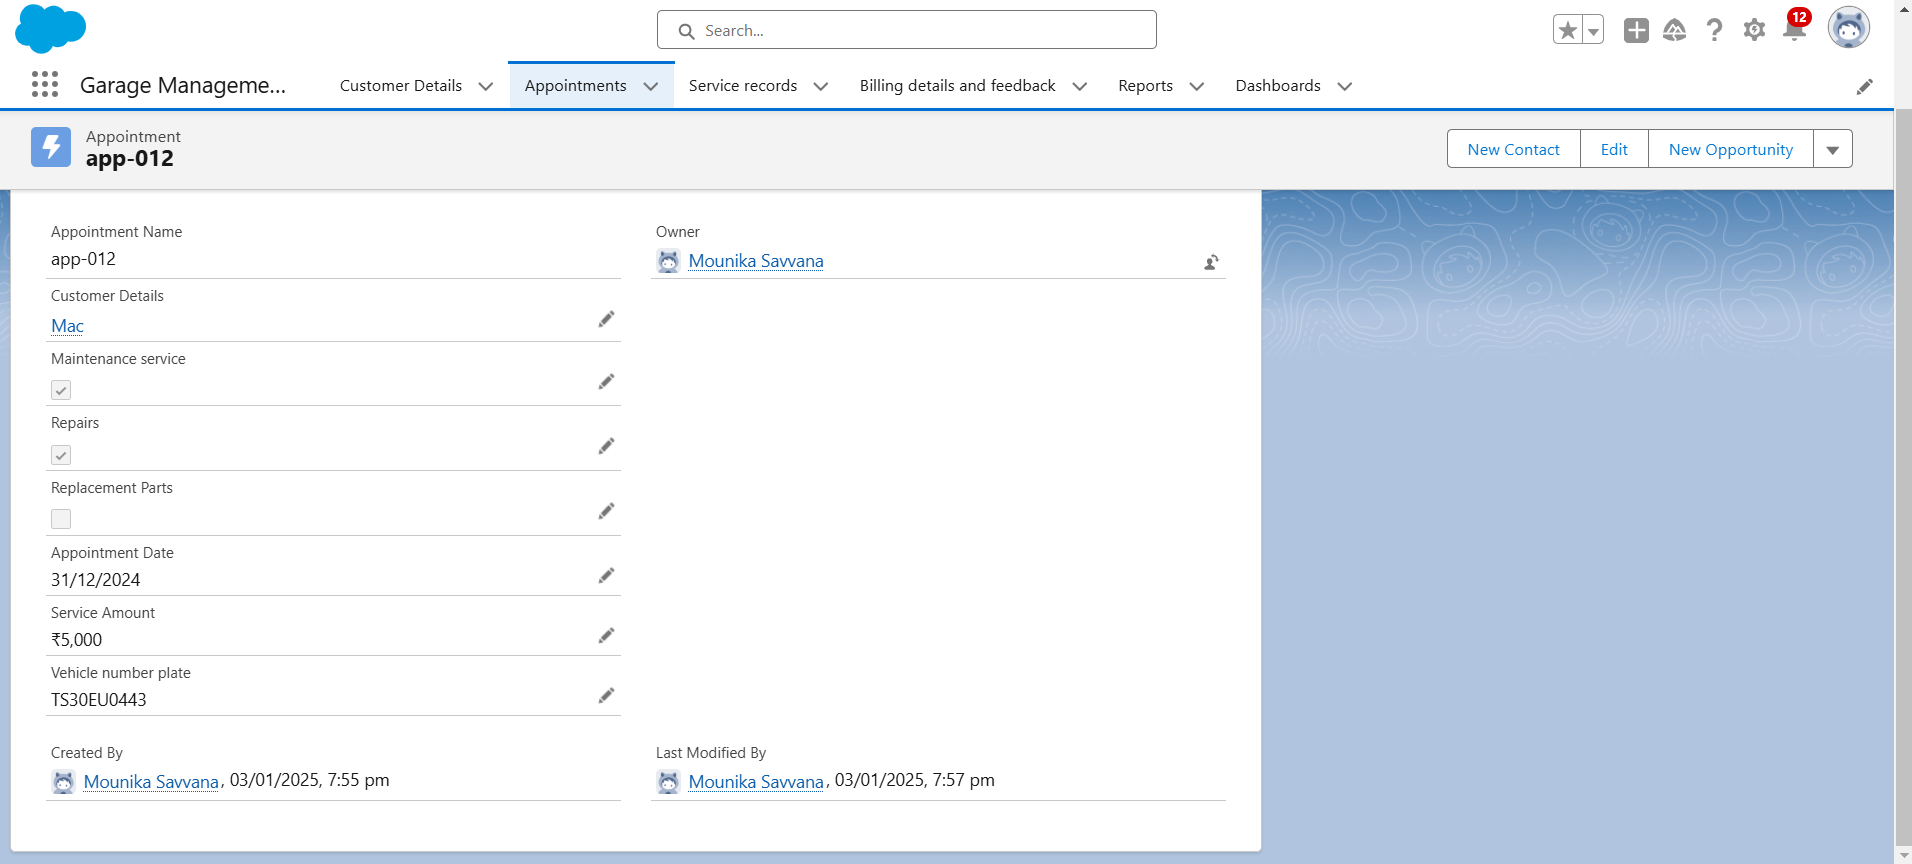 Search...
12
Garage Manageme...
Customer Details
Appointments
Service records
Billing details and feedback
Reports
Dashboards
Appointment
app-012
New Contact
Edit
New Opportunity
Appointment Name
app-012
Owner
Mounika Savvana
Customer Details
Mac
Maintenance service
Repairs
Replacement Parts
Appointment Date
31/12/2024
Service Amount
₹5,000
Vehicle number plate
TS30EU0443
Created By
Mounika Savvana, 03/01/2025, 7:55 pm
Last Modified By
Mounika Savvana, 03/01/2025, 7:57 pm